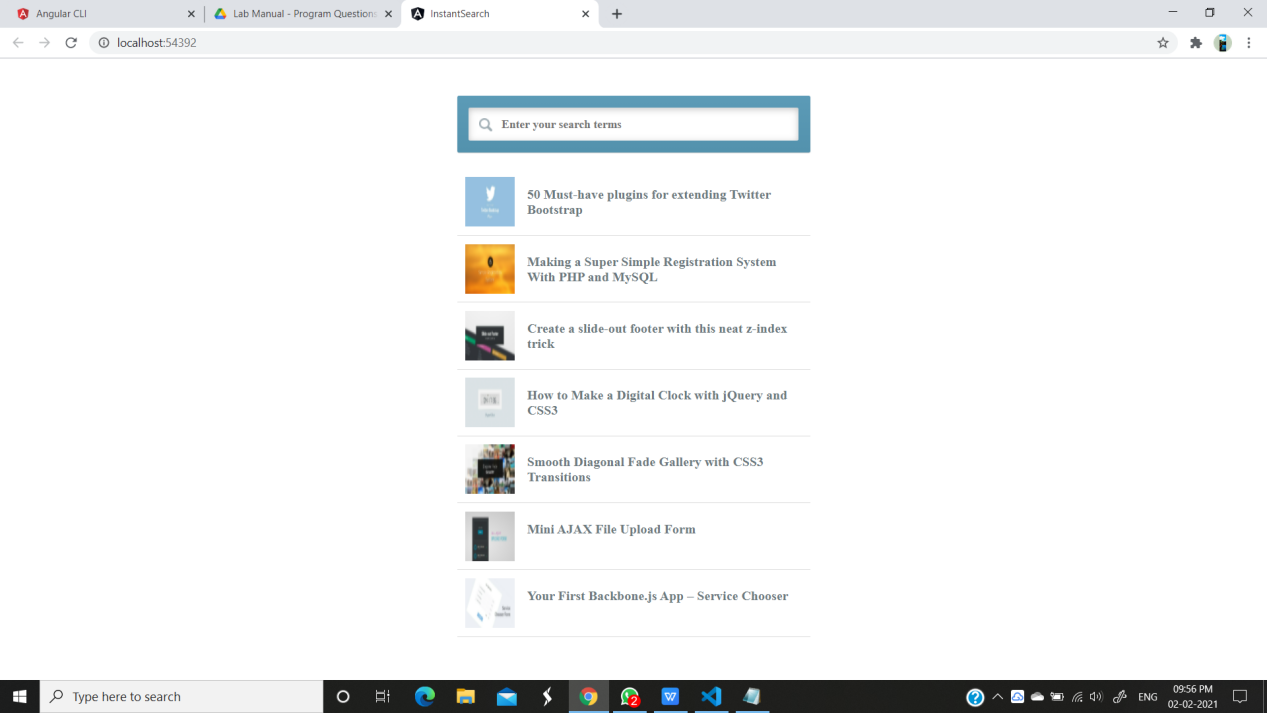 Angular CLI
Lab Manual - Program Questions
InstantSearch
localhost:54392
Enter your search terms
50 Must-have plugins for extending Twitter
Bootstrap
Making a Super Simple Registration System
With PHP and MySQL
Create a slide-out footer with this neat z-index
trick
How to Make a Digital Clock with jQuery and
CSS3
Smooth Diagonal Fade Gallery with CSS3
Transitions
Mini AJAX File Upload Form
Your First Backbone.js App – Service Chooser
Type here to search
2
ENG
09:56 PM
02-02-2021